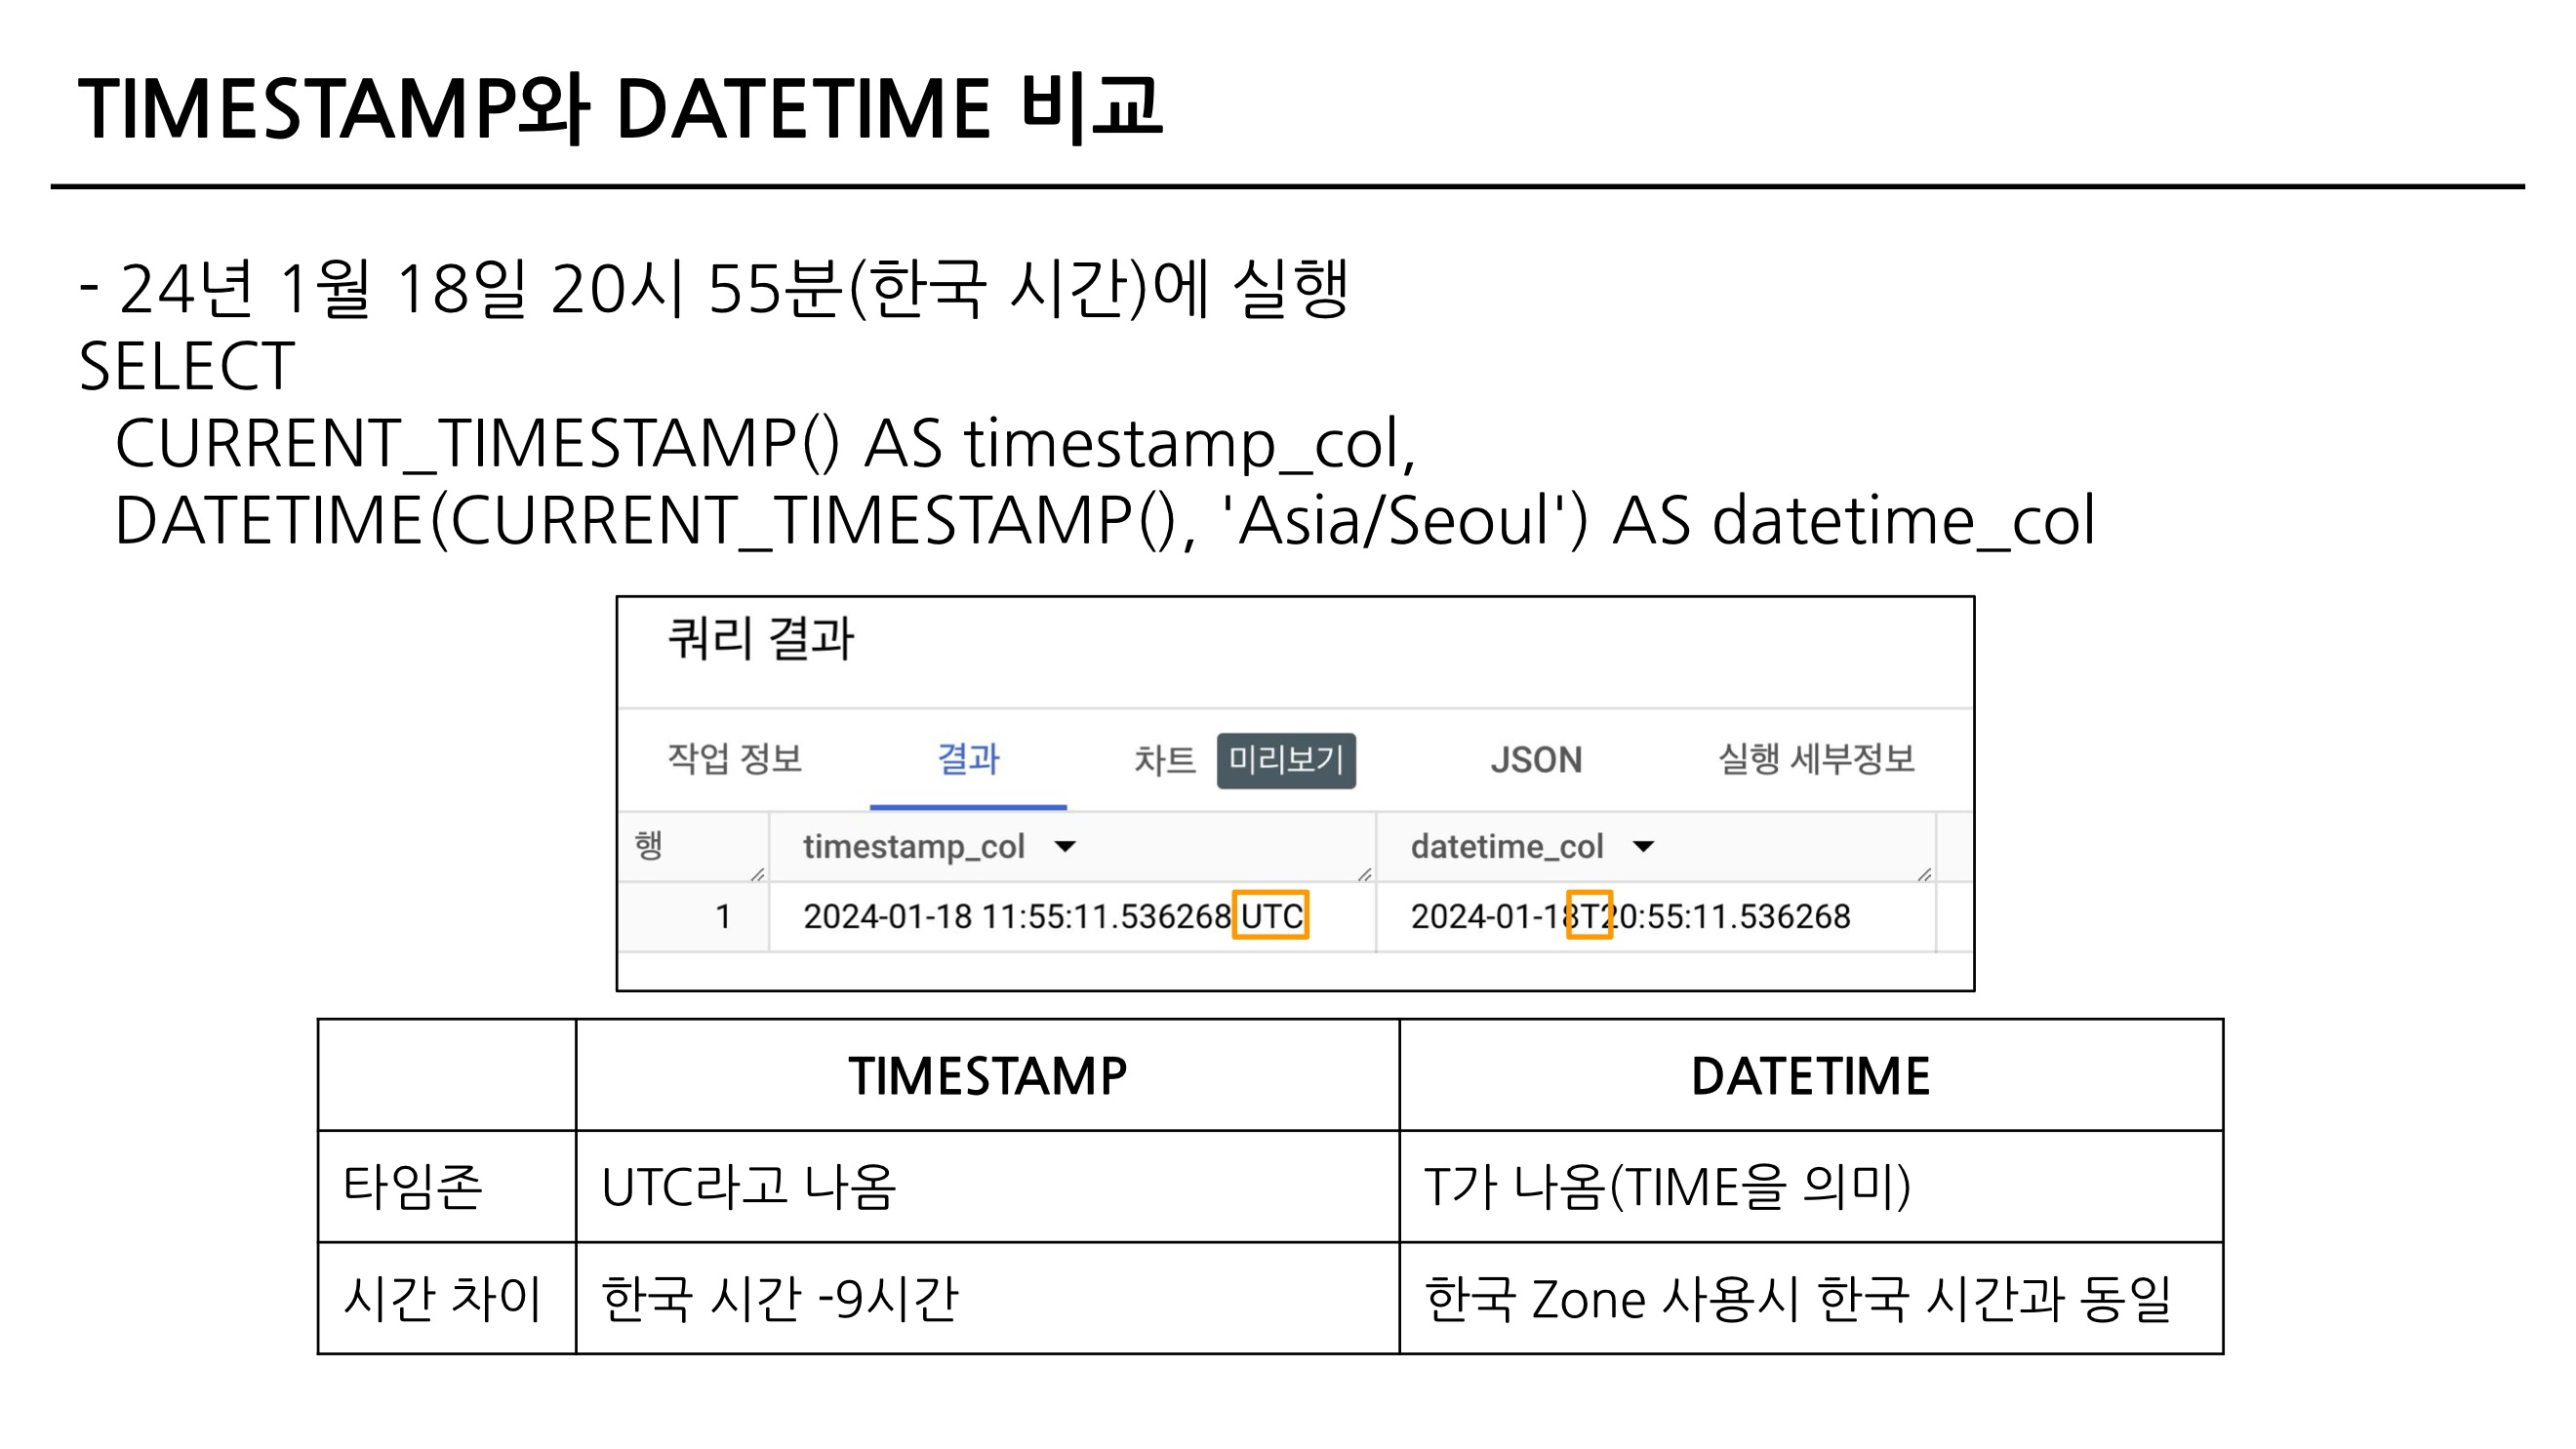 TIMESTAMP와 DATETIME 비교
- 24년 1월 18일 20시 55분(한국 시간)에 실행
SELECT
CURRENT_TIMESTAMP() AS timestamp_col,
DATETIME(CURRENT_TIMESTAMP(), 'Asia/Seoul') AS datetime_col
쿼리 결과
작업 정보 결과 차트 미리보기 JSON 실행 세부정보
행 timestamp_col datetime_col
1 2024-01-18 11:55:11.536268 UTC 2024-01-18T20:55:11.536268
TIMESTAMP DATETIME
타임존 UTC라고 나옴 T가 나옴(TIME을 의미)
시간 차이 한국 시간 -9시간 한국 Zone 사용시 한국 시간과 동일